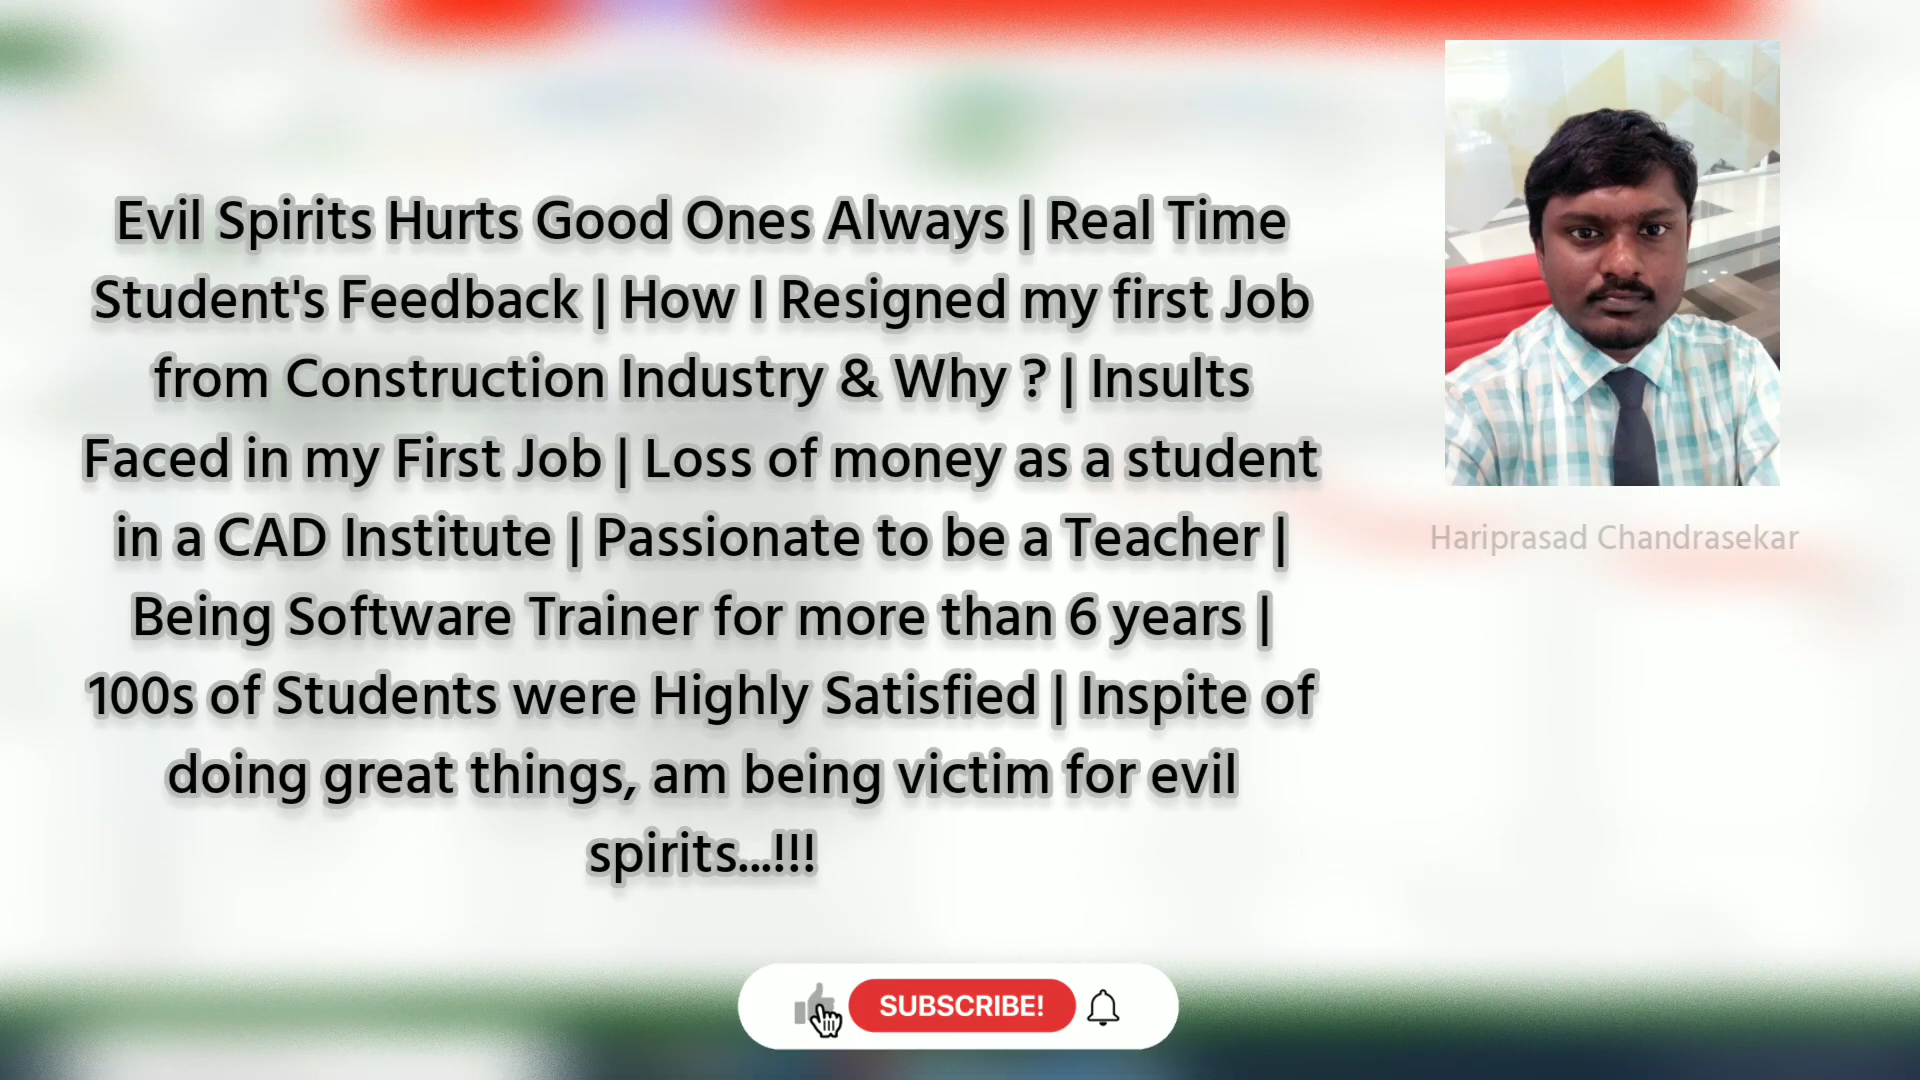 Evil Spirits Hurts Good Ones Always | Real Time
Student's Feedback | How I Resigned my first Job
from Construction Industry & Why ? | Insults
Faced in my First Job | Loss of money as a student
in a CAD Institute | Passionate to be a Teacher |
Being Software Trainer for more than 6 years |
100s of Students were Highly Satisfied | Inspite of
doing great things, am being victim for evil
spirits...!!!
Hariprasad Chandrasekar
SUBSCRIBE!